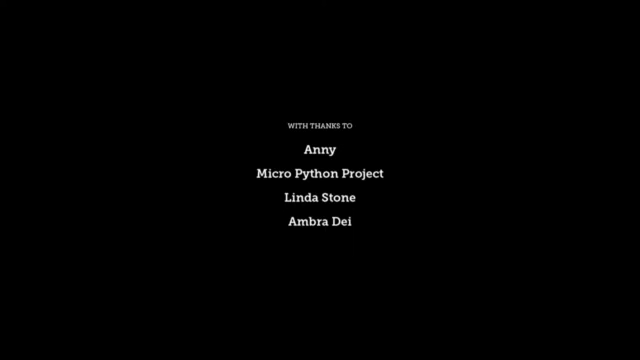 WITH THANKS TO
Anny
Micro Python Project
Linda Stone
Ambra Dei